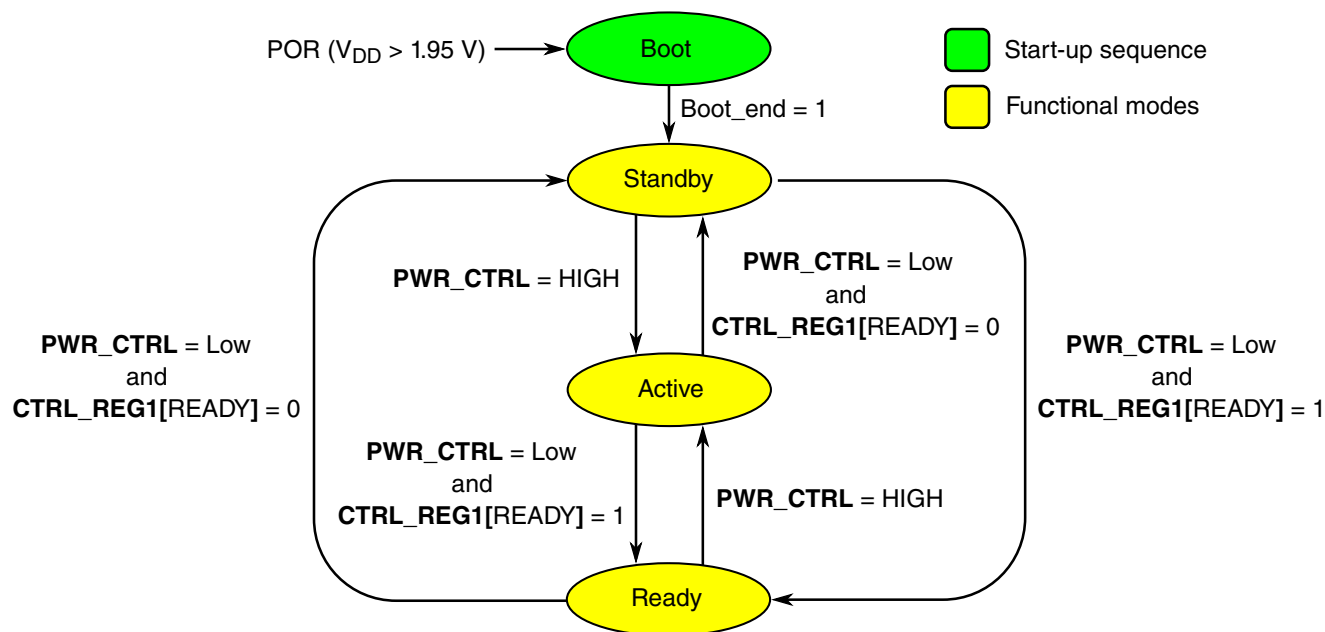 POR (VDD > 1.95 V)
Boot
Start-up sequence
Functional modes
Boot_end = 1
Standby
PWR_CTRL = HIGH
PWR_CTRL = Low
and
CTRL_REG1[READY] = 0
PWR_CTRL = Low
and
CTRL_REG1[READY] = 0
PWR_CTRL = Low
and
CTRL_REG1[READY] = 1
Active
PWR_CTRL = Low
and
CTRL_REG1[READY] = 1
PWR_CTRL = HIGH
Ready